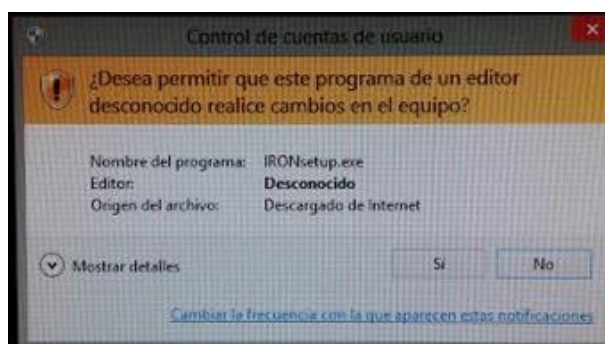 Control de cuentas de usuario
¿Desea permitir que este programa de un editor
desconocido realice cambios en el equipo?
Nombre del programa: IRONsetup.exe
Editor: Desconocido
Origen del archivo: Descargado de Internet
Mostrar detalles
Sí
No
Cambiar la frecuencia con la que aparecen estas notificaciones